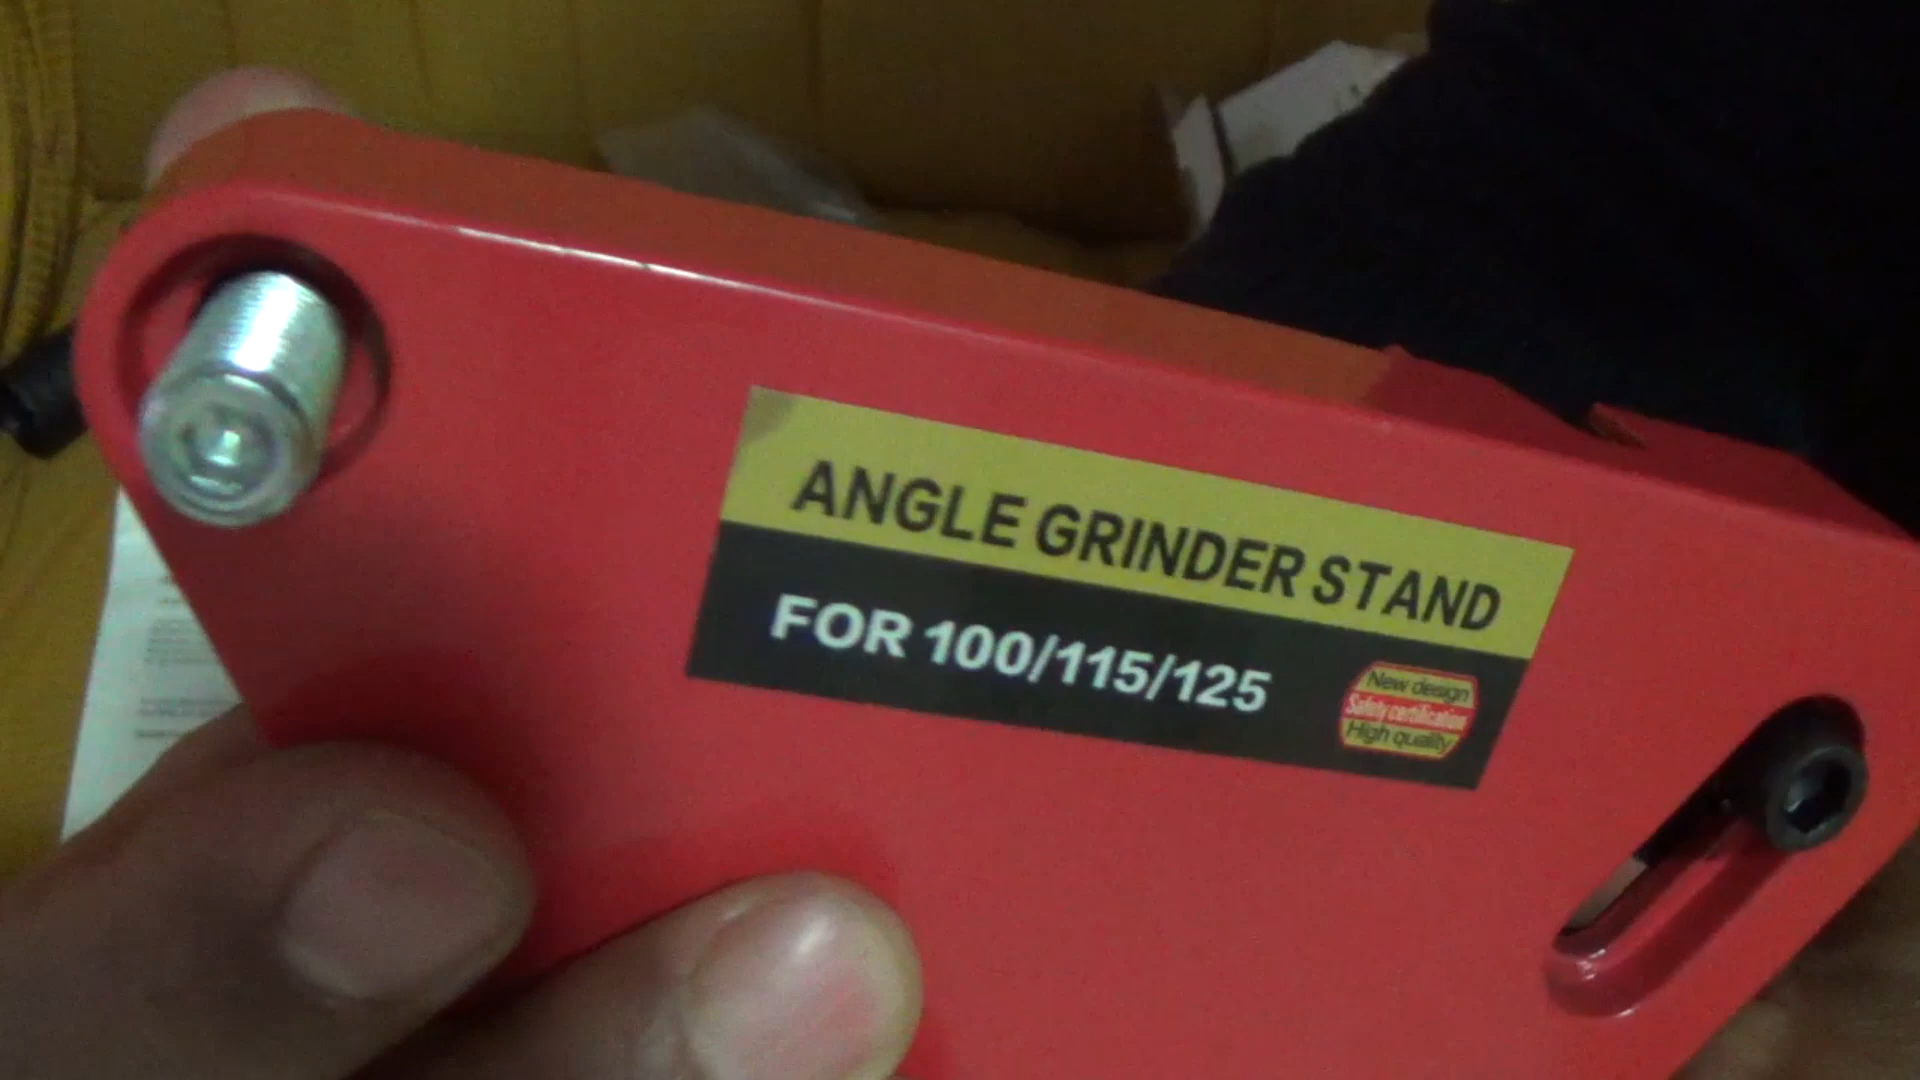 ANGLE GRINDER STAND
FOR 100/115/125
New design
Safety certification
High quality